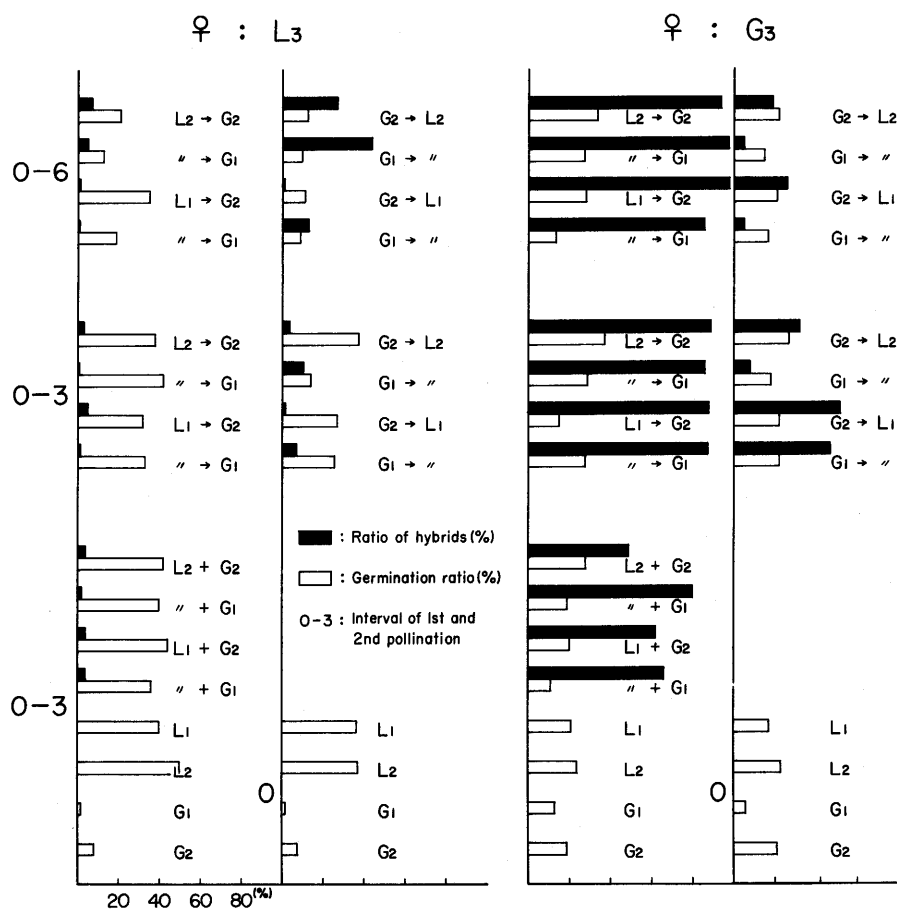 ♀ : L3
♀ : G3
L2 → G2
G2 → L2
L2 → G2
G2 → L2
〃 → G1
G1 → 〃
〃 → G1
G1 → 〃
0-6
L1 → G2
G2 → L1
L1 → G2
G2 → L1
〃 → G1
G1 → 〃
〃 → G1
G1 → 〃
L2 → G2
G2 → L2
L2 → G2
G2 → L2
〃 → G1
G1 → 〃
〃 → G1
G1 → 〃
0-3
L1 → G2
G2 → L1
L1 → G2
G2 → L1
〃 → G1
G1 → 〃
〃 → G1
G1 → 〃
: Ratio of hybrids (%)
: Germination ratio (%)
0-3 : Interval of 1st and
2nd pollination
L2 + G2
L2 + G2
〃 + G1
〃 + G1
L1 + G2
L1 + G2
〃 + G1
〃 + G1
0-3
L1
L1
L1
L1
L2
L2
L2
L2
0
0
G1
G1
G1
G1
G2
G2
G2
G2
20 40 60 80 (%)